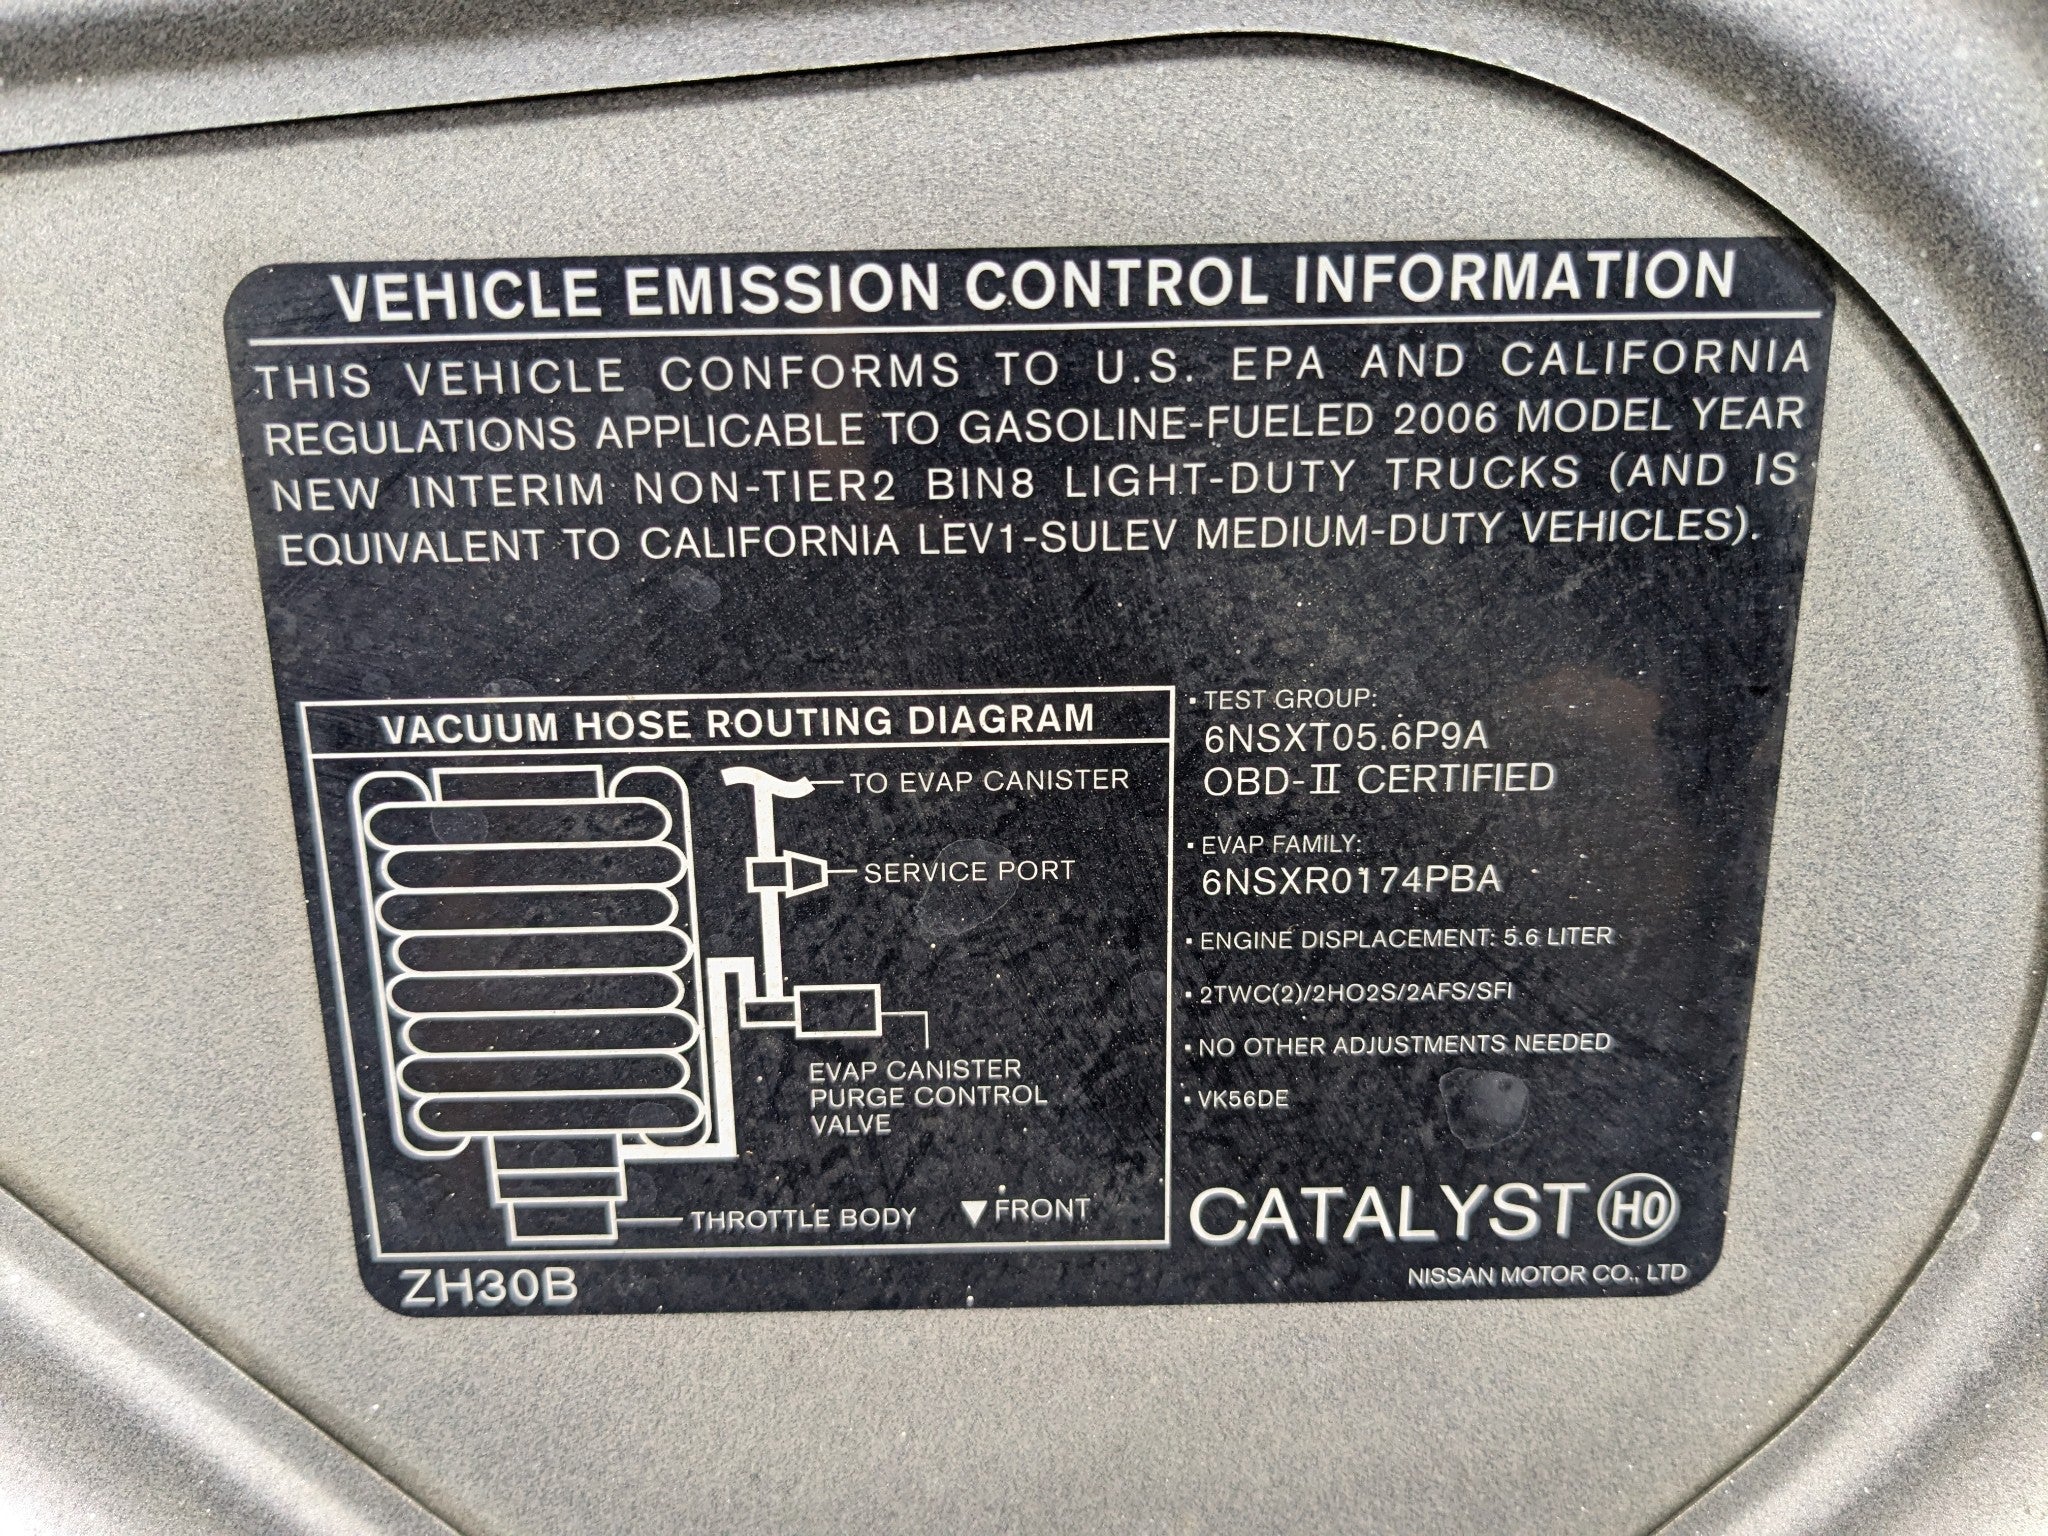 VEHICLE EMISSION CONTROL INFORMATION
THIS VEHICLE CONFORMS TO U.S. EPA AND CALIFORNIA
REGULATIONS APPLICABLE TO GASOLINE-FUELED 2006 MODEL YEAR
NEW INTERIM NON-TIER2 BIN8 LIGHT-DUTY TRUCKS (AND IS
EQUIVALENT TO CALIFORNIA LEV1-SULEV MEDIUM-DUTY VEHICLES).
VACUUM HOSE ROUTING DIAGRAM
TO EVAP CANISTER
SERVICE PORT
EVAP CANISTER
PURGE CONTROL
VALVE
THROTTLE BODY
▼FRONT
ZH30B
・TEST GROUP:
6NSXT05.6P9A
OBD-II CERTIFIED
・EVAP FAMILY:
6NSXR0174PBA
・ENGINE DISPLACEMENT: 5.6 LITER
・2TWC(2)/2HO2S/2AFS/SFI
・NO OTHER ADJUSTMENTS NEEDED
・VK56DE
CATALYST HO
NISSAN MOTOR CO., LTD